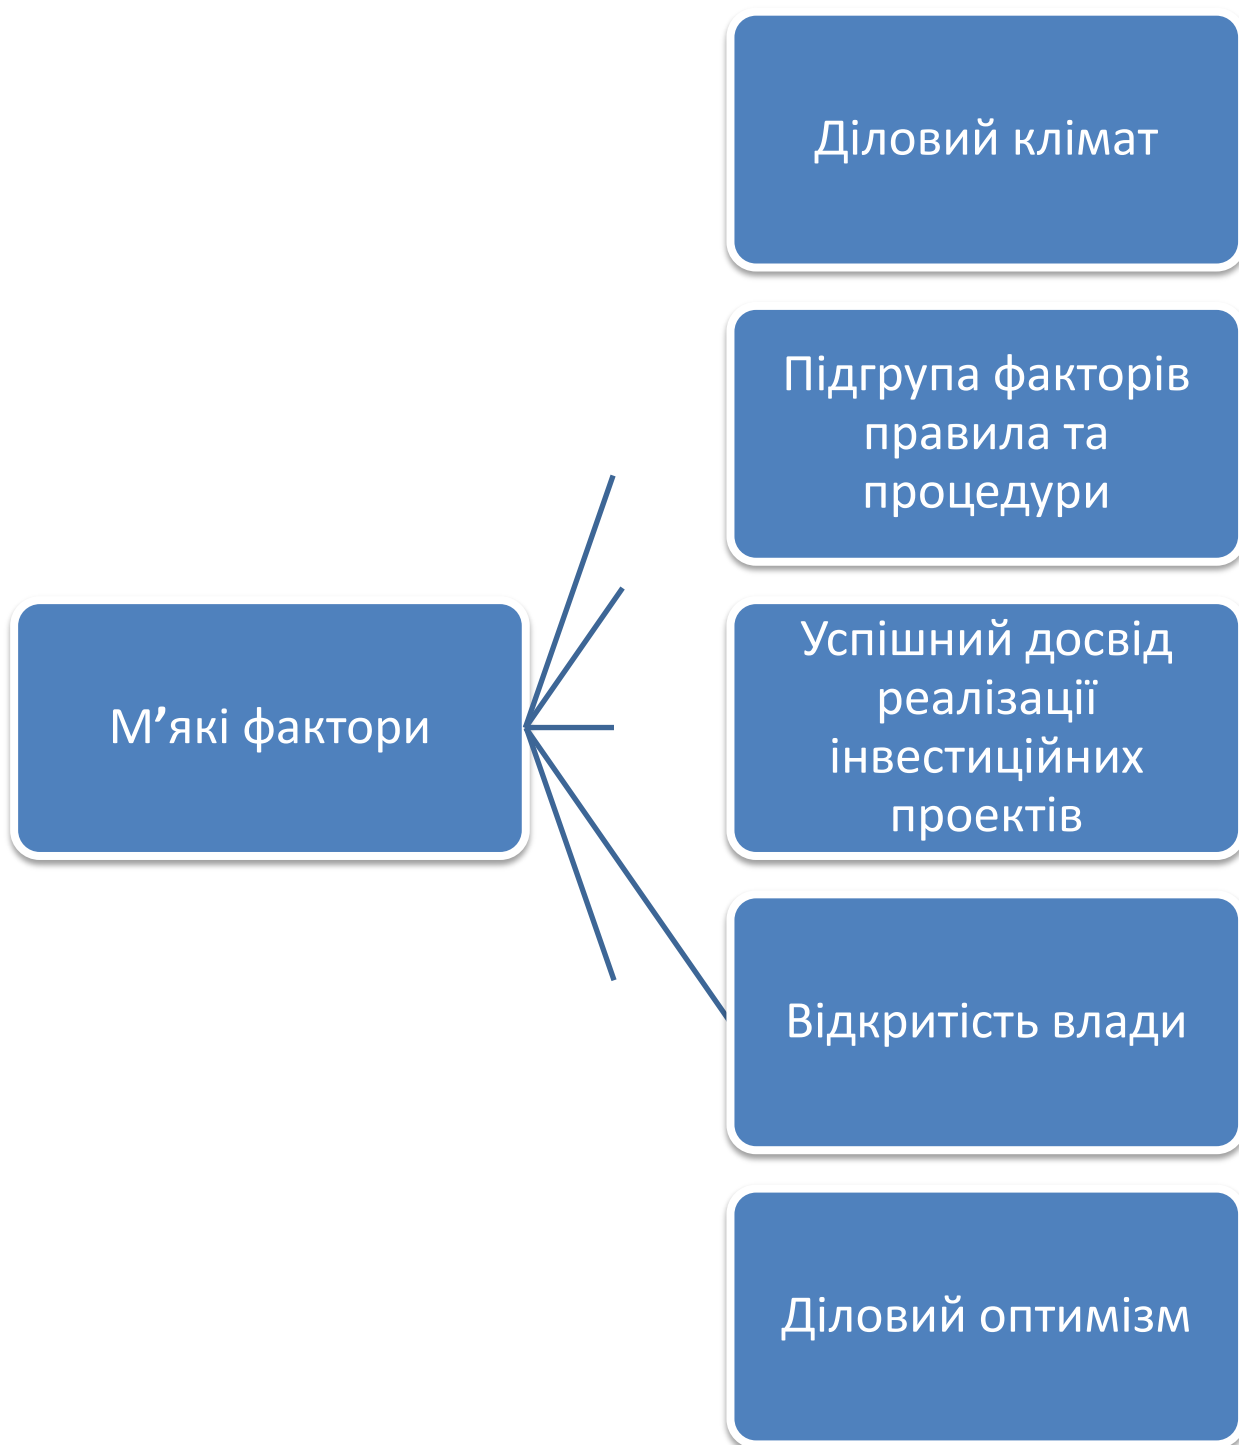 Діловий клімат
Підгрупа факторів
правила та
процедури
Успішний досвід
реалізації
інвестиційних
проектів
М’які фактори
Відкритість влади
Діловий оптимізм